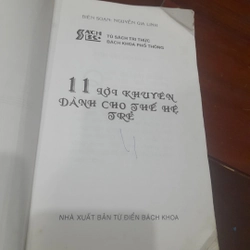 BIÊN SOẠN: NGUYỄN GIA LINH
TỦ SÁCH TRI THỨC
BÁCH KHOA PHỔ THÔNG
11 LỜI KHUYÊN
DÀNH CHO THẾ HỆ
TRẺ
NHÀ XUẤT BẢN TỪ ĐIỂN BÁCH KHOA